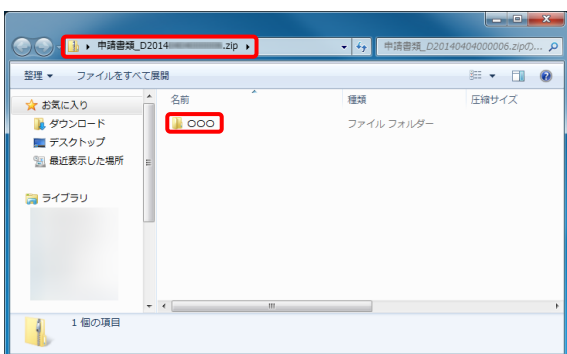 申請書類_D2014 .zip
申請書類_D20140404000006.zipの...
整理 ファイルをすべて展開
お気に入り
ダウンロード
デスクトップ
最近表示した場所
ライブラリ
名前 種類 圧縮サイズ
○○○ ファイル フォルダー
1 個の項目